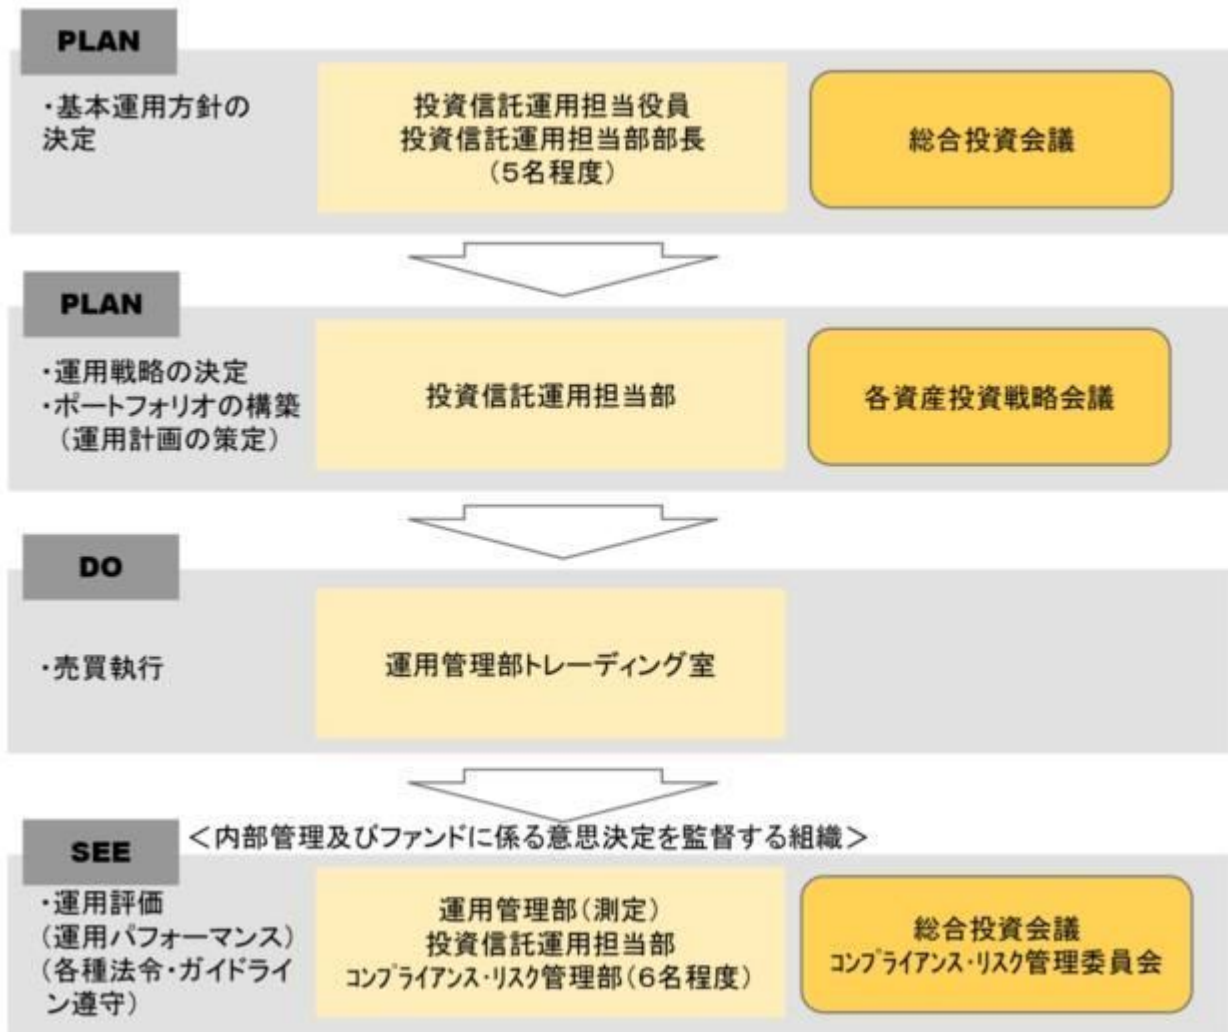 PLAN
・基本運用方針の
決定
投資信託運用担当役員
投資信託運用担当部部長
(5名程度)
総合投資会議
PLAN
・運用戦略の決定
・ポートフォリオの構築
(運用計画の策定)
投資信託運用担当部
各資産投資戦略会議
DO
・売買執行
運用管理部トレーディング室
<内部管理及びファンドに係る意思決定を監督する組織>
SEE
・運用評価
(運用パフォーマンス)
(各種法令・ガイドライ
ン遵守)
運用管理部(測定)
投資信託運用担当部
コンプライアンス・リスク管理部(6名程度)
総合投資会議
コンプライアンス・リスク管理委員会